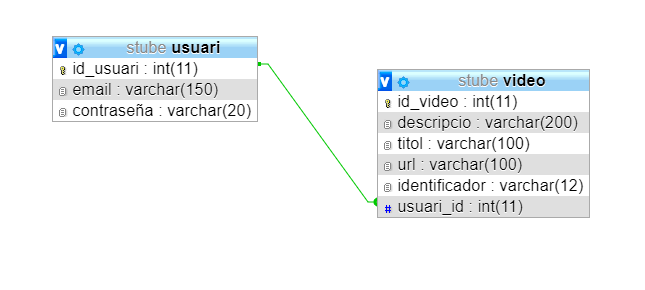 v stube usuari
id_usuari : int(11)
email : varchar(150)
contraseña : varchar(20)
v stube video
id_video : int(11)
descripcio : varchar(200)
titol : varchar(100)
url : varchar(100)
identificador : varchar(12)
# usuari_id : int(11)